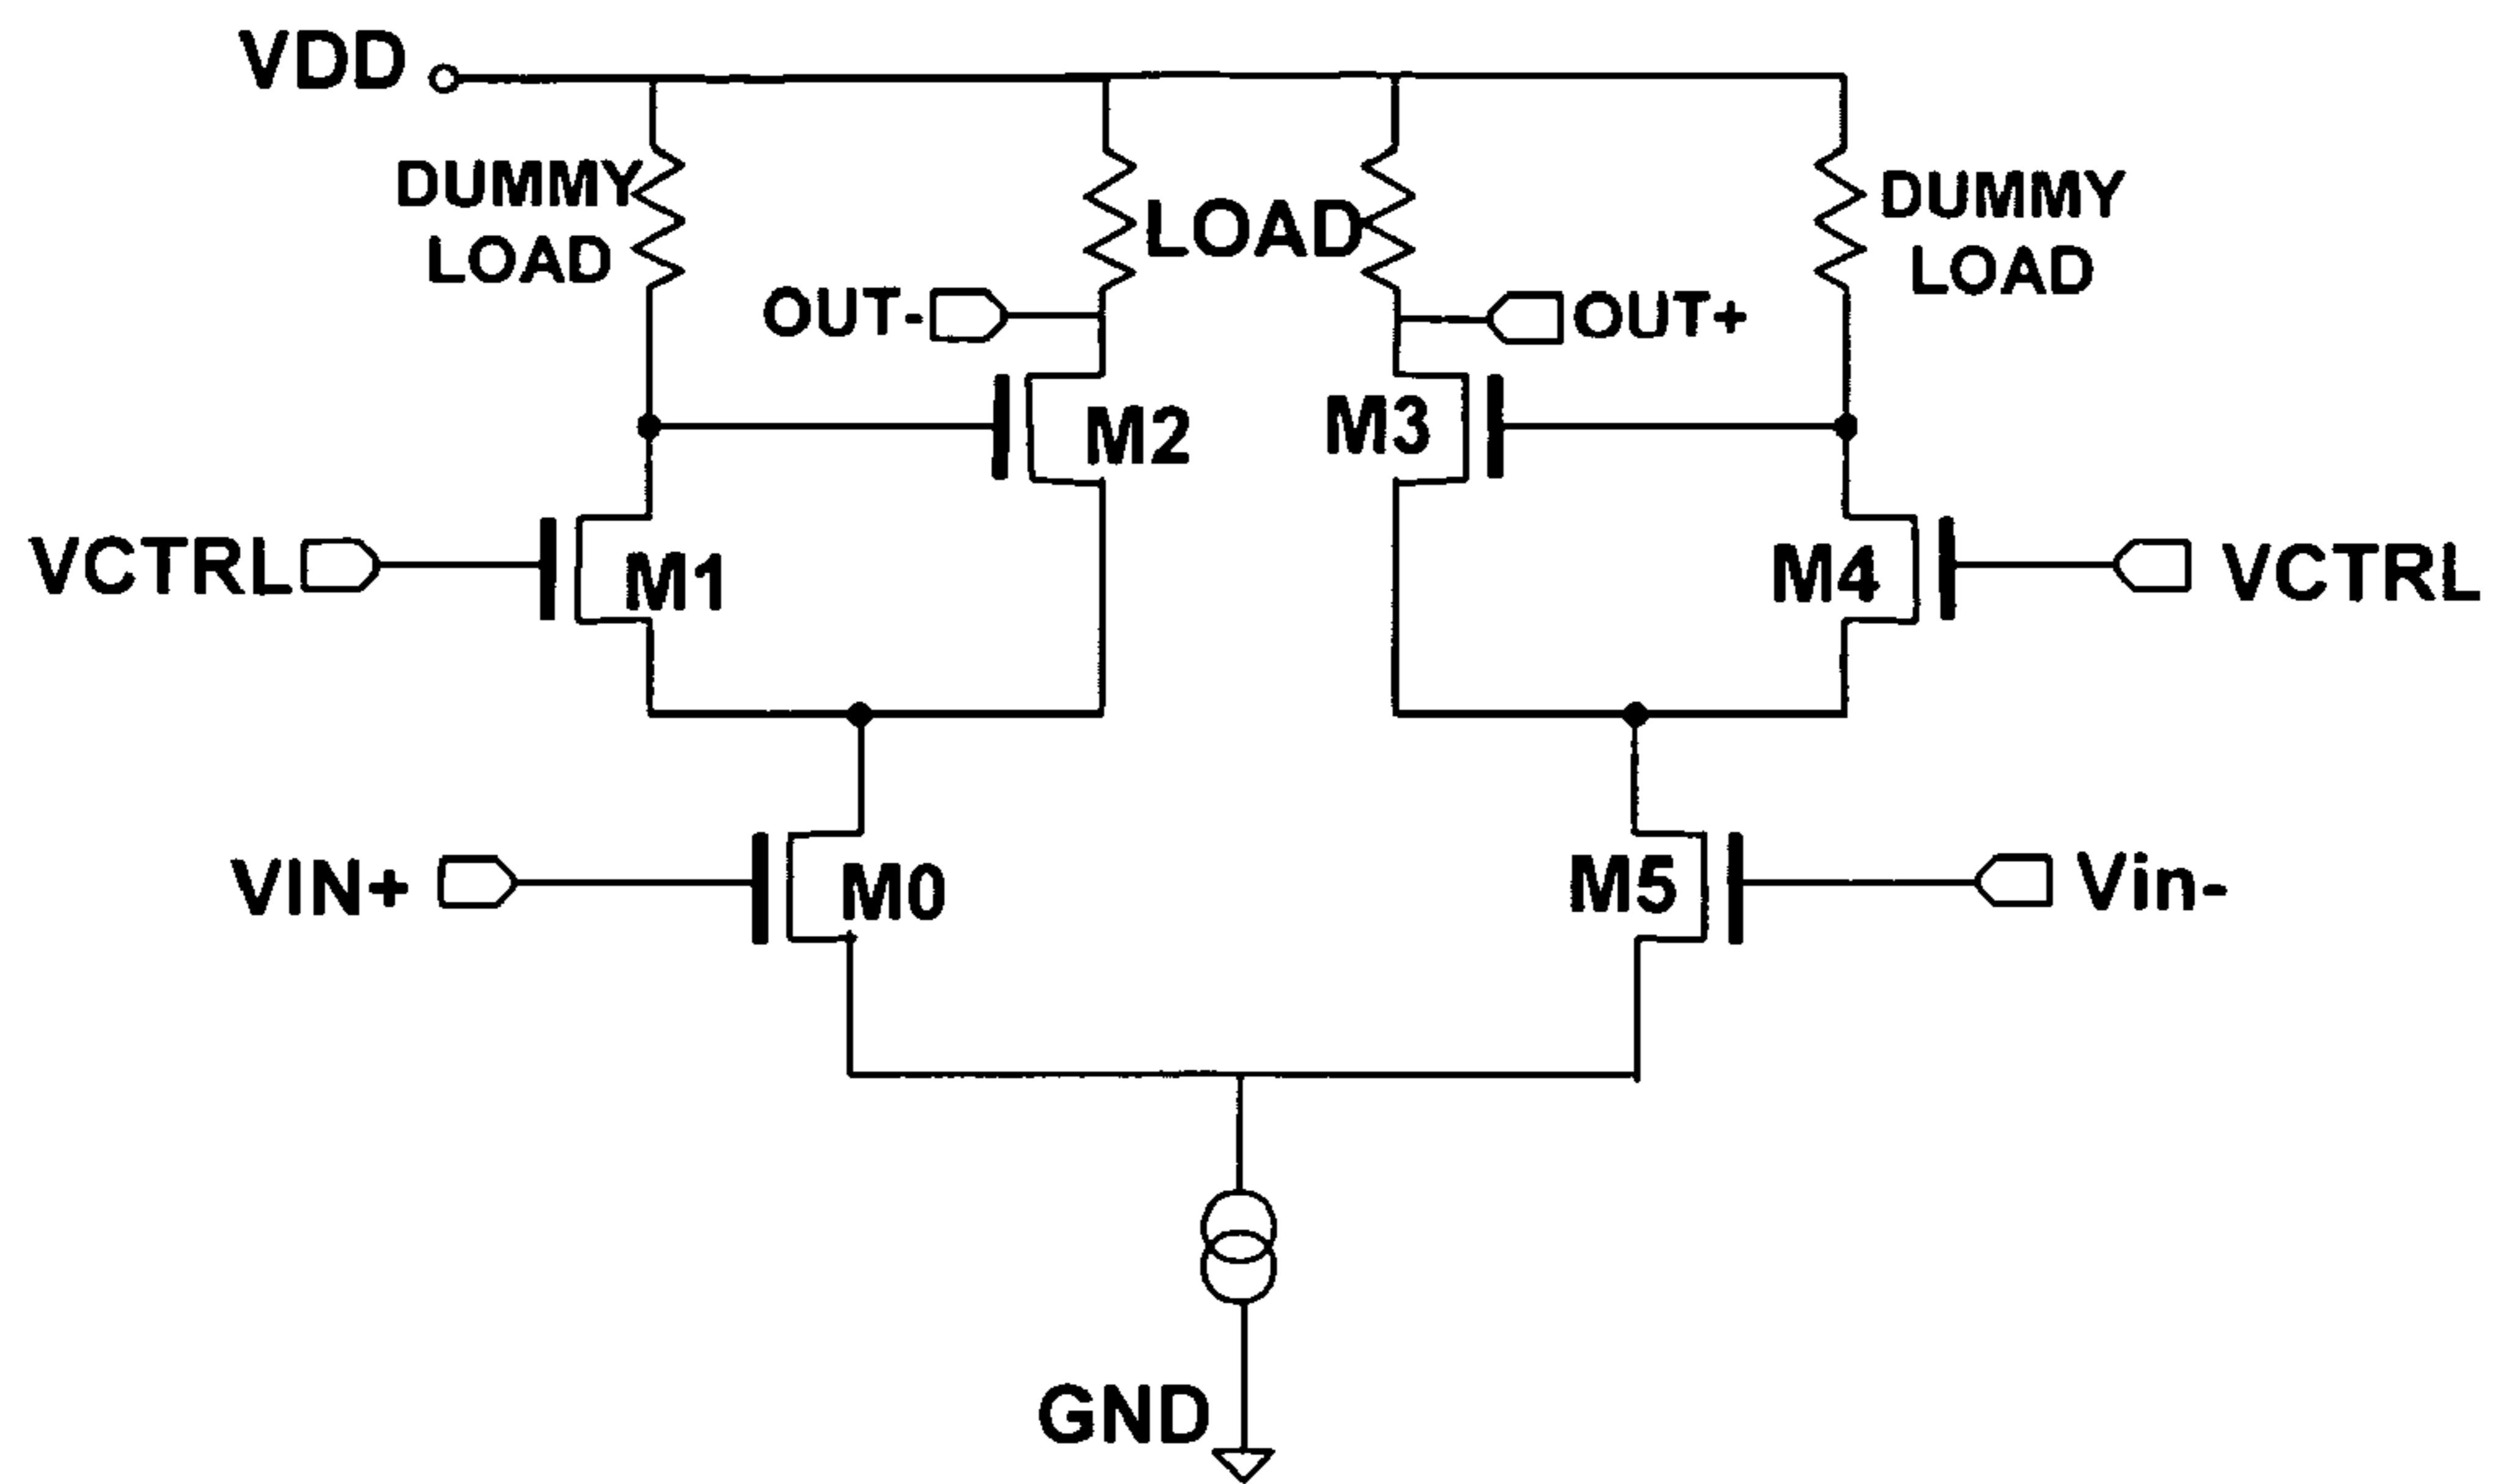 VDD
DUMMY
LOAD
LOAD
DUMMY
LOAD
OUT-
OUT+
M2
M3
VCTRL
M1
M4
VCTRL
VIN+
M0
M5
Vin-
GND